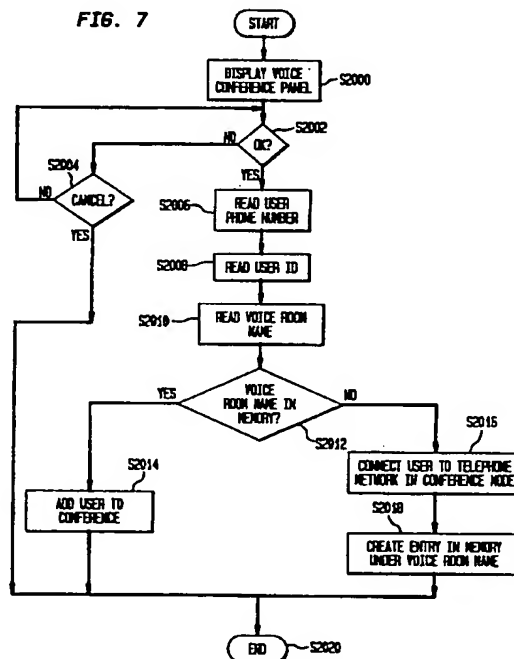 FIG. 7
START
DISPLAY VOICE
CONFERENCE PANEL
S2000
S2002
OK?
NO
YES
S2004
CANCEL?
NO
YES
S2006
READ USER
PHONE NUMBER
S2008
READ USER ID
S2010
READ VOICE ROOM
NAME
VOICE
ROOM NAME IN
MEMORY?
YES
NO
S2012
S2014
ADD USER TO
CONFERENCE
S2016
CONNECT USER TO TELEPHONE
NETWORK IN CONFERENCE MODE
S2018
CREATE ENTRY IN MEMORY
UNDER VOICE ROOM NAME
END
S2020